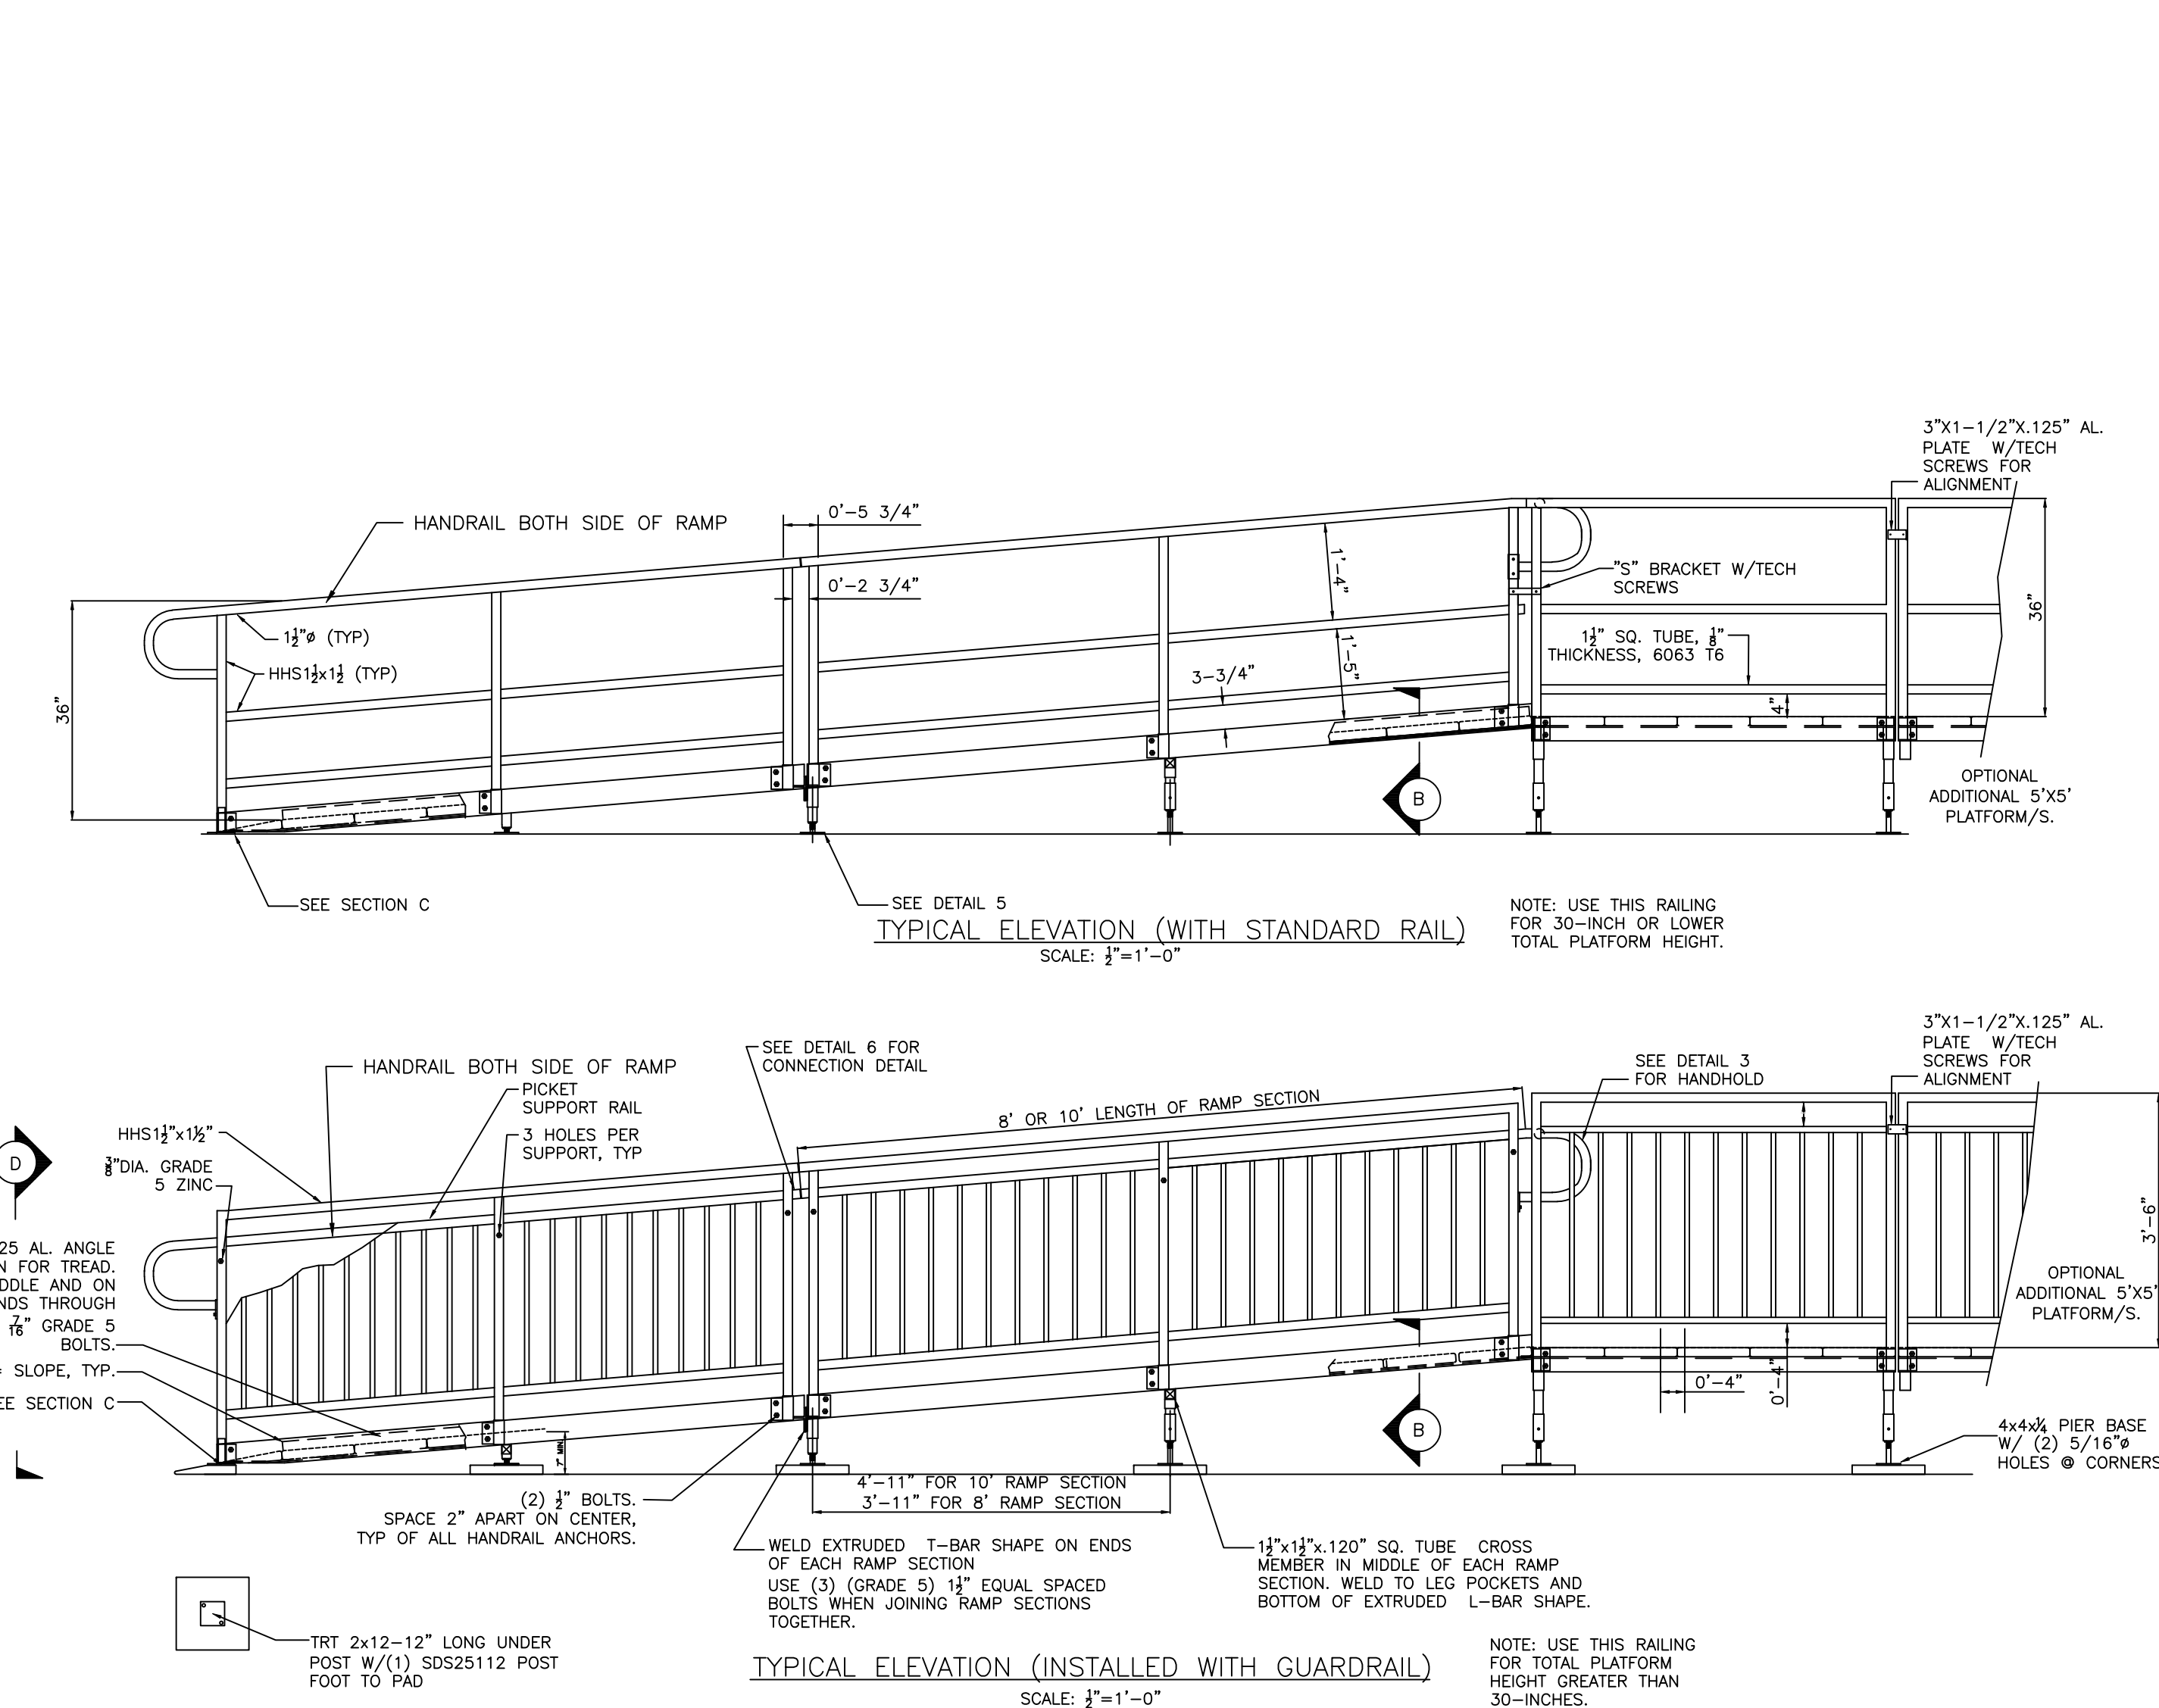 3"X1-1/2"X.125" AL.
PLATE W/TECH
SCREWS FOR
ALIGNMENT
HANDRAIL BOTH SIDE OF RAMP
0'-5 3/4"
0'-2 3/4"
1'-4"
1'-5"
"S" BRACKET W/TECH
SCREWS
1½"ø (TYP)
HHS1½x1½ (TYP)
36"
1½" SQ. TUBE, ⅛"
THICKNESS, 6063 T6
36"
3-3/4"
4"
B
OPTIONAL
ADDITIONAL 5'X5'
PLATFORM/S.
SEE SECTION C
SEE DETAIL 5
TYPICAL ELEVATION (WITH STANDARD RAIL)
SCALE: ½"=1'-0"
NOTE: USE THIS RAILING
FOR 30-INCH OR LOWER
TOTAL PLATFORM HEIGHT.
3"X1-1/2"X.125" AL.
PLATE W/TECH
SCREWS FOR
ALIGNMENT
SEE DETAIL 6 FOR
CONNECTION DETAIL
SEE DETAIL 3
FOR HANDHOLD
HANDRAIL BOTH SIDE OF RAMP
PICKET
SUPPORT RAIL
8' OR 10' LENGTH OF RAMP SECTION
3 HOLES PER
SUPPORT, TYP
HHS1½"x1½"
D
⅜"DIA. GRADE
5 ZINC
3'-6"
25 AL. ANGLE
N FOR TREAD.
DDLE AND ON
NDS THROUGH
7/16" GRADE 5
BOLTS.
= SLOPE, TYP.
EE SECTION C
OPTIONAL
ADDITIONAL 5'X5'
PLATFORM/S.
0'-4"
0'-4"
B
7" MIN.
4x4x¼ PIER BASE
W/ (2) 5/16"ø
HOLES @ CORNERS
4'-11" FOR 10' RAMP SECTION
3'-11" FOR 8' RAMP SECTION
(2) ½" BOLTS.
SPACE 2" APART ON CENTER,
TYP OF ALL HANDRAIL ANCHORS.
WELD EXTRUDED T-BAR SHAPE ON ENDS
OF EACH RAMP SECTION
USE (3) (GRADE 5) 1½" EQUAL SPACED
BOLTS WHEN JOINING RAMP SECTIONS
TOGETHER.
1½"x1½"x.120" SQ. TUBE CROSS
MEMBER IN MIDDLE OF EACH RAMP
SECTION. WELD TO LEG POCKETS AND
BOTTOM OF EXTRUDED L-BAR SHAPE.
TRT 2x12-12" LONG UNDER
POST W/(1) SDS25112 POST
FOOT TO PAD
TYPICAL ELEVATION (INSTALLED WITH GUARDRAIL)
SCALE: ½"=1'-0"
NOTE: USE THIS RAILING
FOR TOTAL PLATFORM
HEIGHT GREATER THAN
30-INCHES.